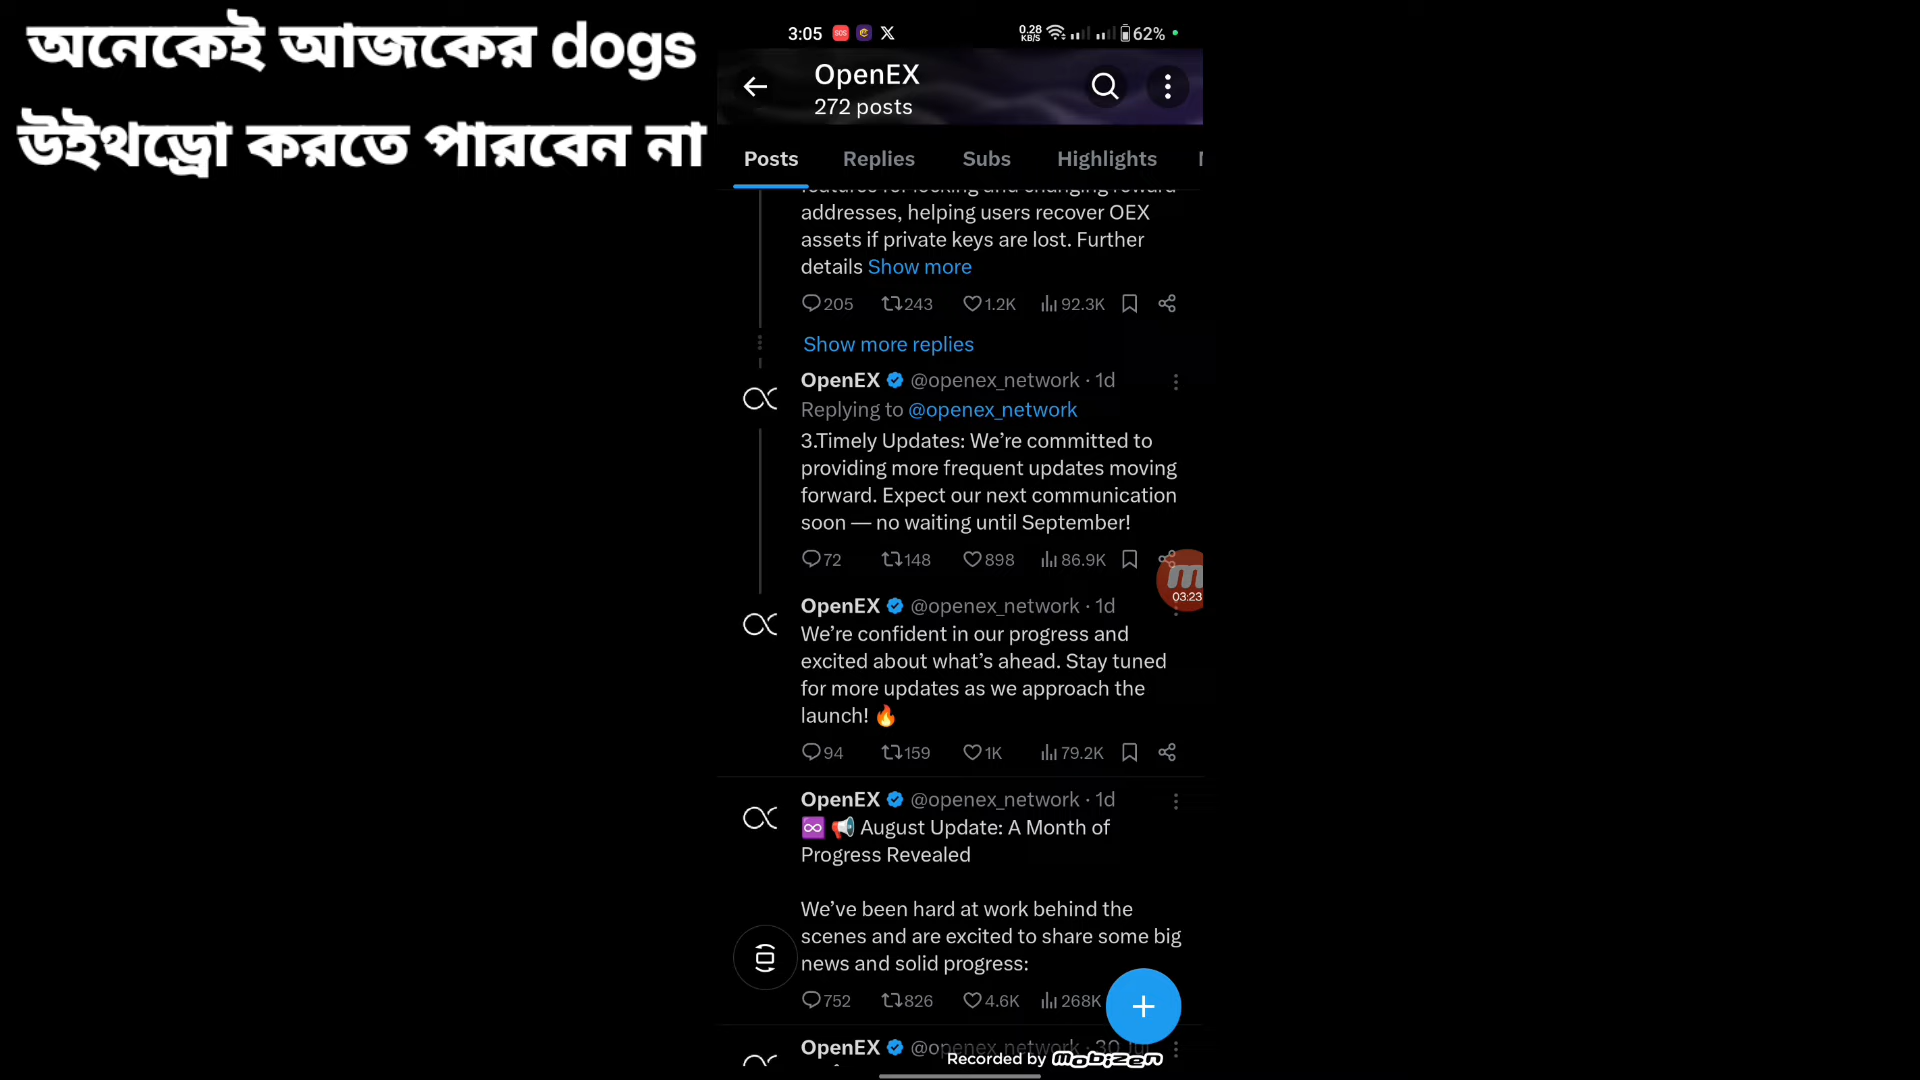 অনেকেই আজকের dogs
উইথড্রো করতে পারবেন না
3:05
0.28 KB/S
62%
OpenEX
272 posts
Posts Replies Subs Highlights
addresses, helping users recover OEX
assets if private keys are lost. Further
details Show more
205 243 1.2K 92.3K
Show more replies
OpenEX @openex_network · 1d
Replying to @openex_network
3.Timely Updates: We’re committed to
providing more frequent updates moving
forward. Expect our next communication
soon — no waiting until September!
72 148 898 86.9K
03:23
OpenEX @openex_network · 1d
We’re confident in our progress and
excited about what’s ahead. Stay tuned
for more updates as we approach the
launch! 🔥
94 159 1K 79.2K
OpenEX @openex_network · 1d
♾️ 📢 August Update: A Month of
Progress Revealed
We’ve been hard at work behind the
scenes and are excited to share some big
news and solid progress:
752 826 4.6K 268K
OpenEX @openex_network · 30 Jul
Recorded by mobizen